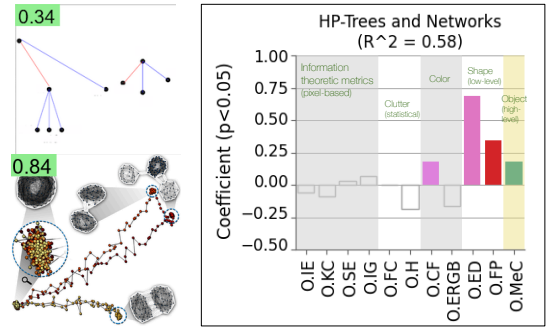 0.34
0.84
HP-Trees and Networks
(R^2 = 0.58)
Coefficient (p<0.05)
1.00
0.75
0.50
0.25
0.00
−0.25
−0.50
Information
theoretic metrics
(pixel-based)
Clutter
(statistical)
Color
Shape
(low-level)
Object
(high-
level)
O.IE
O.KC
O.SE
O.IG
O.FC
O.H
O.CF
O.ERGB
O.ED
O.FP
O.MeC